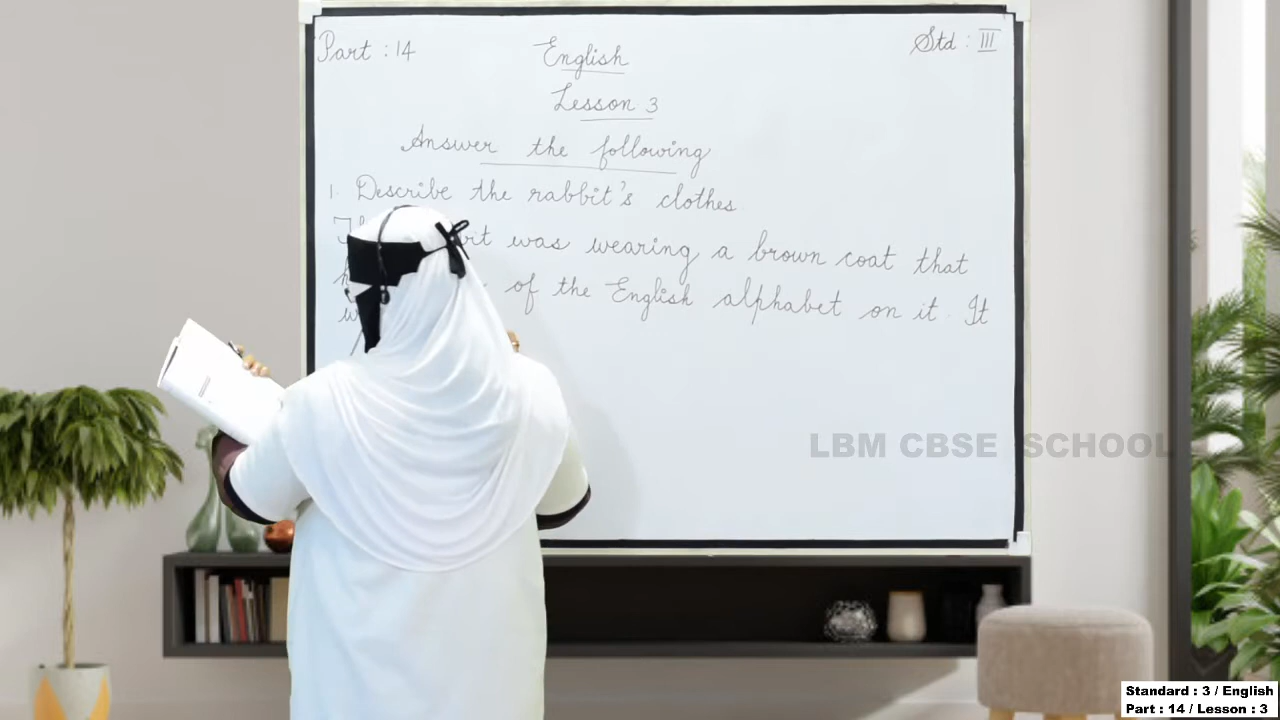 Part : 14
English
Std : III
Lesson 3
Answer the following
1. Describe the rabbit's clothes.
was wearing a brown coat that
of the English alphabet on it. It
LBM CBSE SCHOOL
Standard : 3 / English
Part : 14 / Lesson : 3